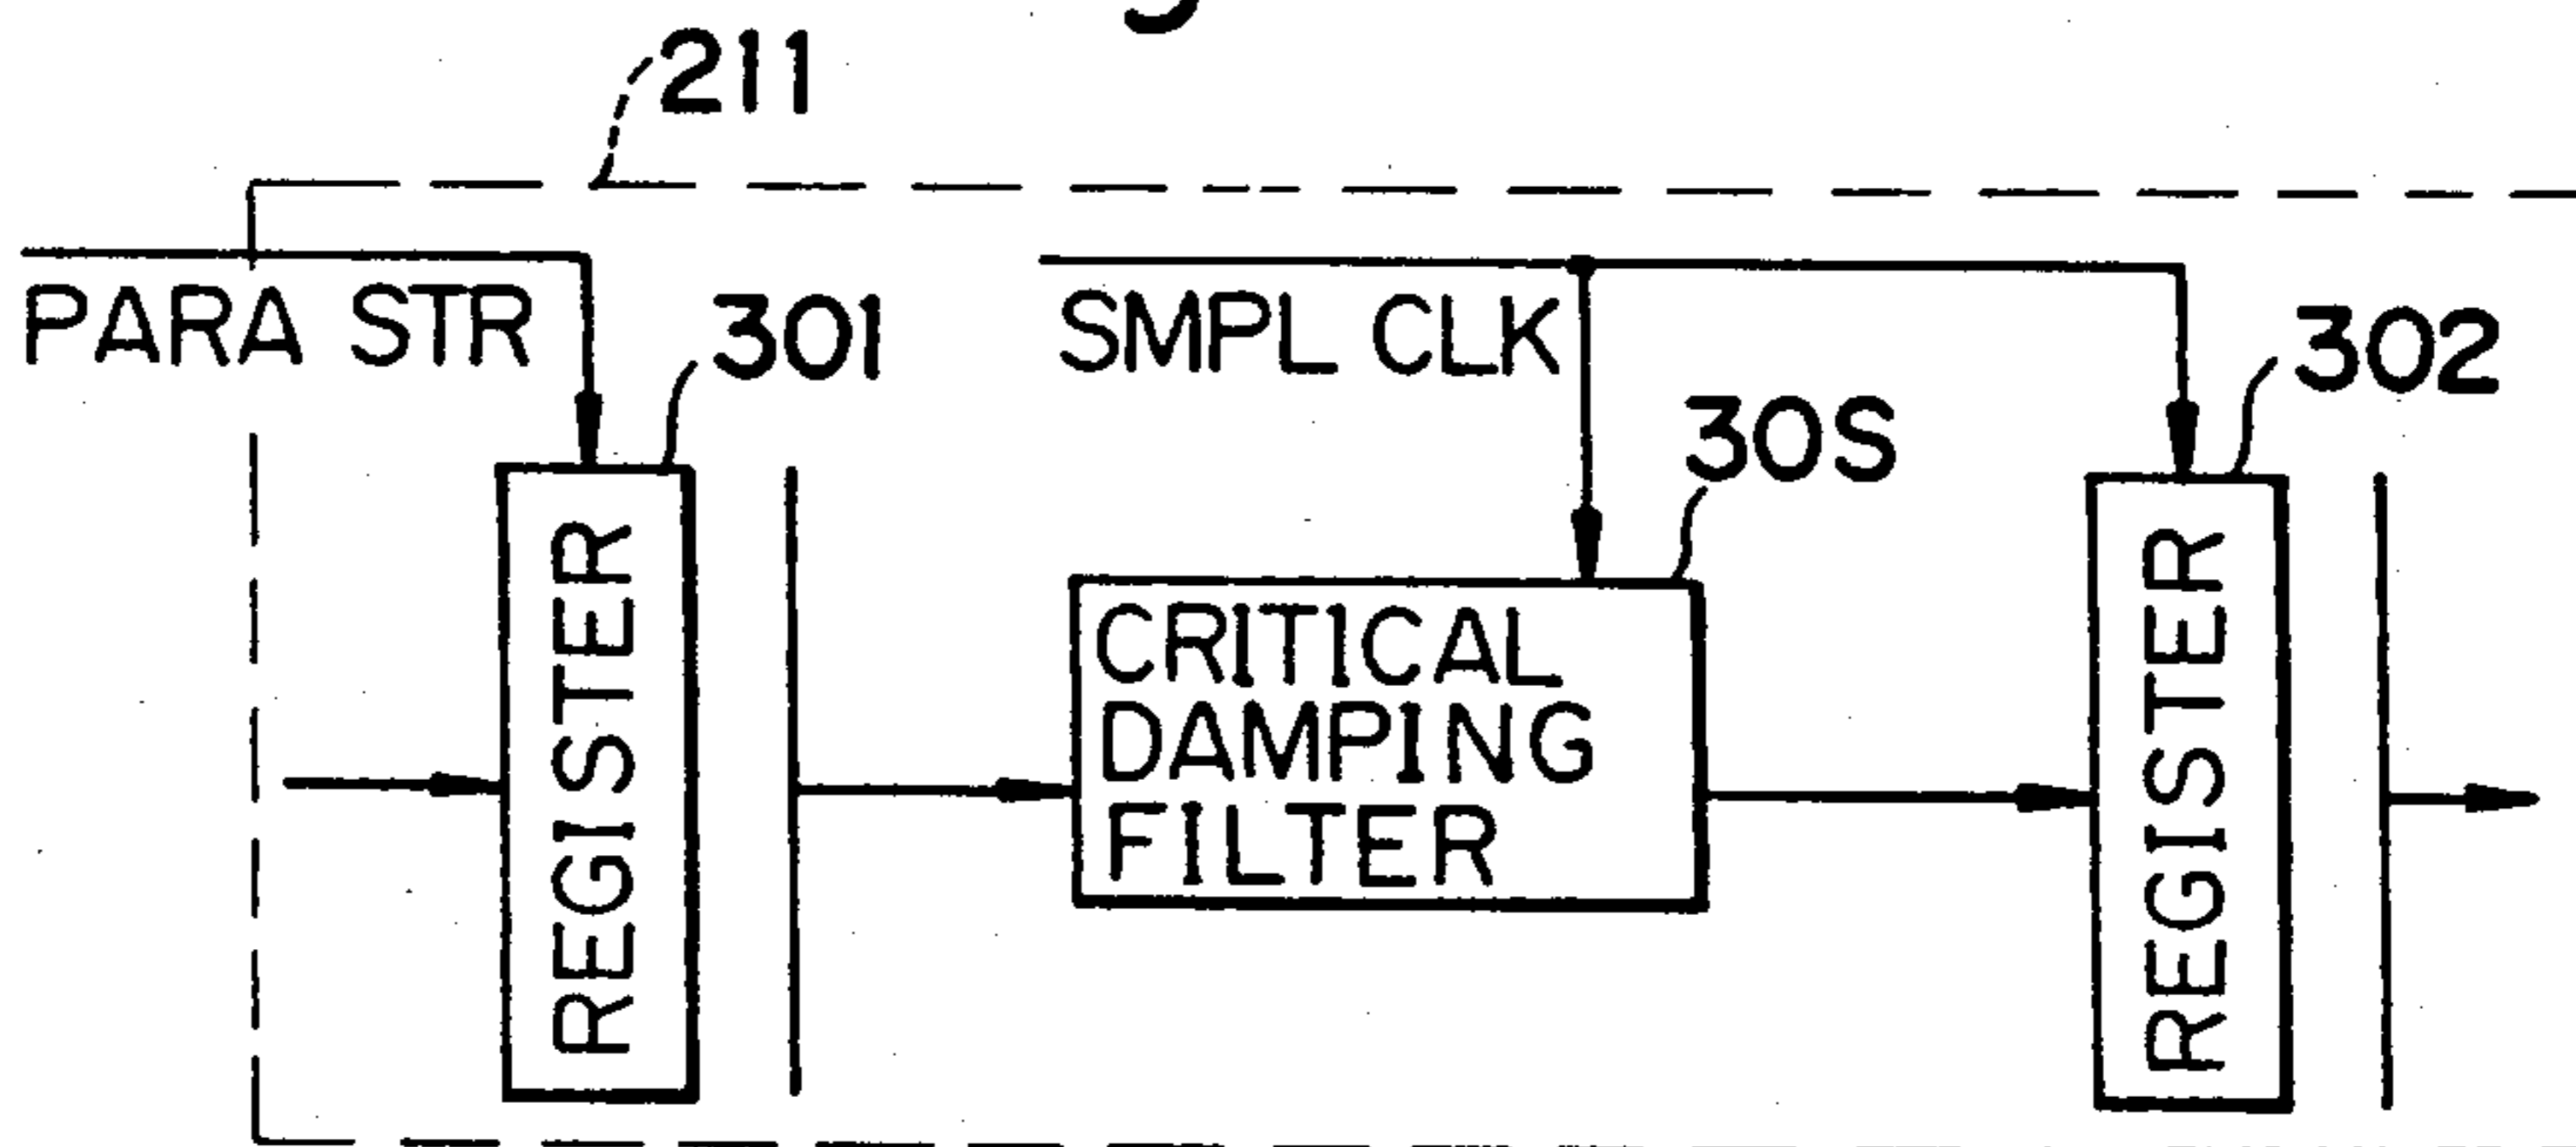 211
PARA STR
301
SMPL CLK
302
30S
REGISTER
CRITICAL
DAMPING
FILTER
REGISTER